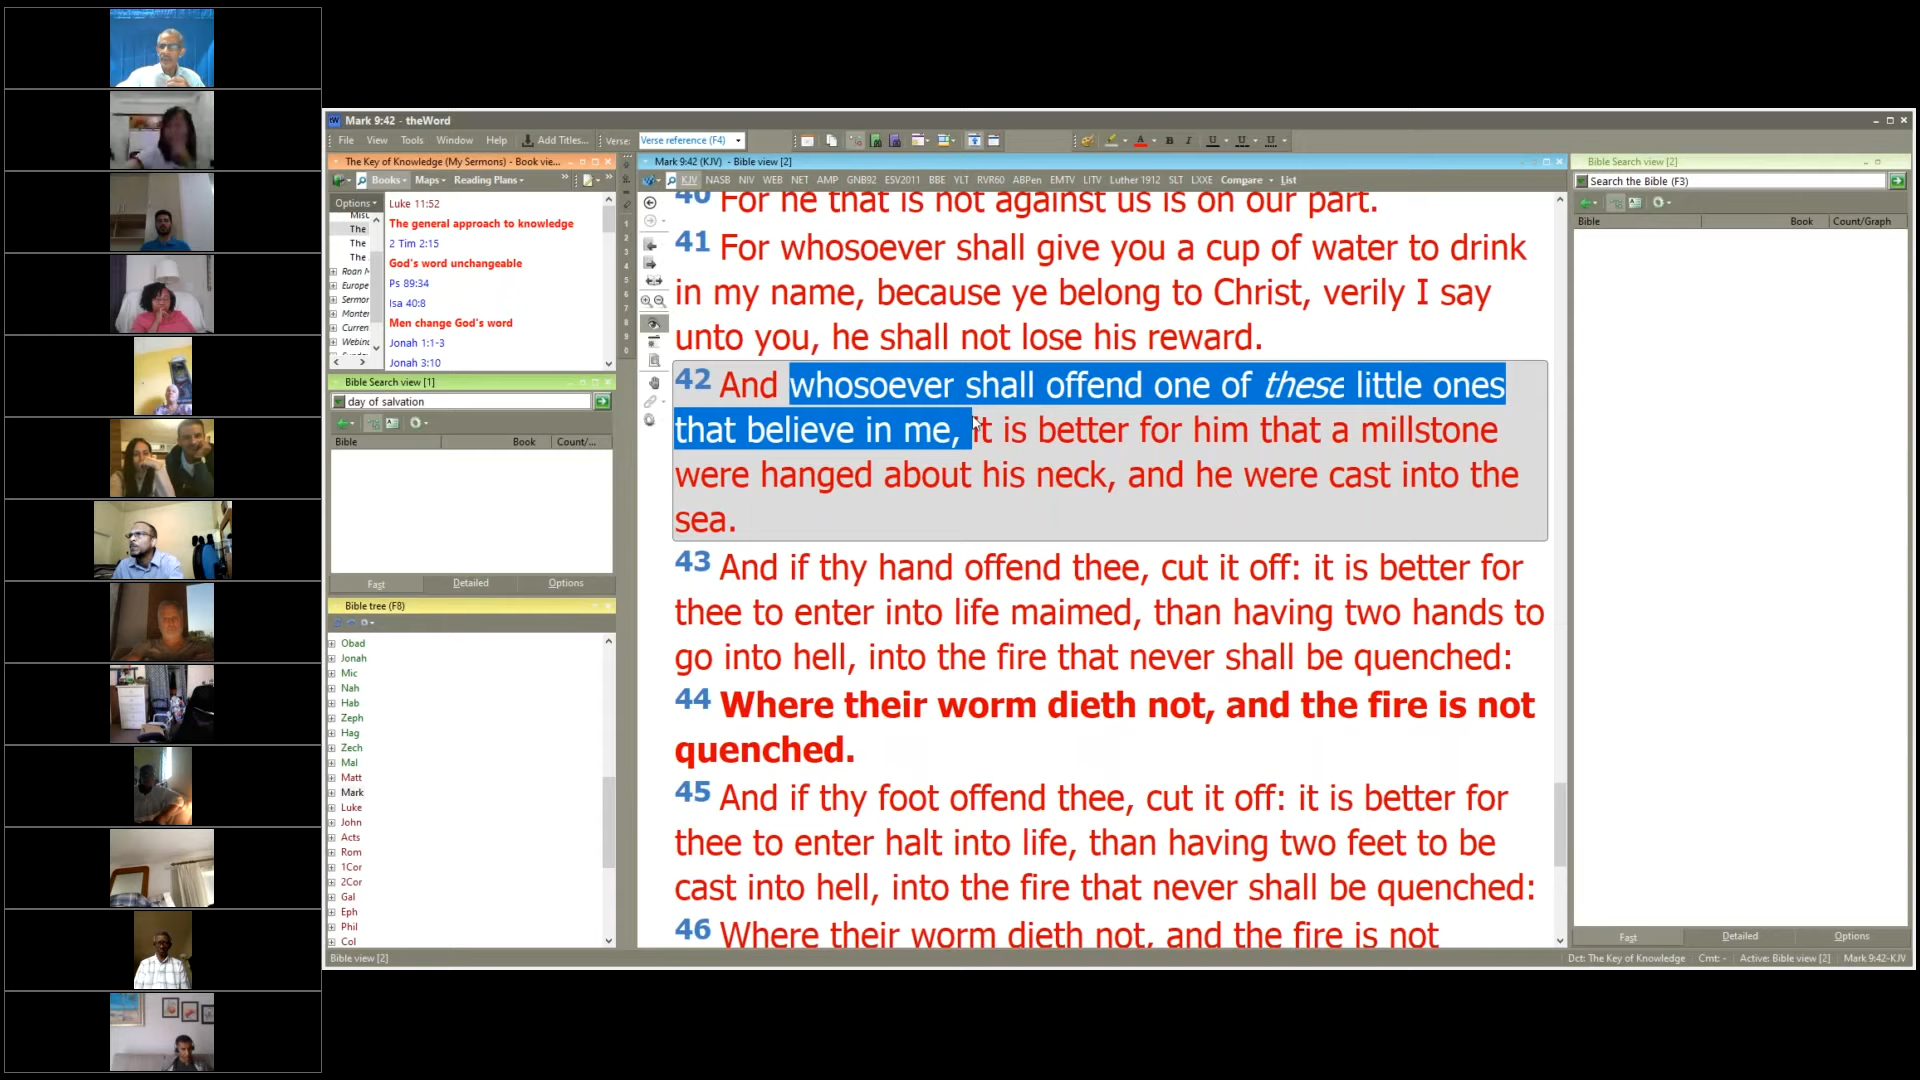 Mark 9:42 - theWord
File View Tools Window Help Add Titles... Verse: Verse reference (F4)
The Key of Knowledge (My Sermons) - Book vie...
Books Maps Reading Plans
Options
The
The
The
Roan M
Europe
Sermor
Monter
Curren
Webin
Luke 11:52
The general approach to knowledge
2 Tim 2:15
God's word unchangeable
Ps 89:34
Isa 40:8
Men change God's word
Jonah 1:1-3
Jonah 3:10
Bible Search view [1]
day of salvation
Bible Book Count/...
Fast Detailed Options
Bible tree (F8)
Obad
Jonah
Mic
Nah
Hab
Zeph
Hag
Zech
Mal
Matt
Mark
Luke
John
Acts
Rom
1Cor
2Cor
Gal
Eph
Phil
Col
Bible view [2]
Mark 9:42 (KJV) - Bible view [2]
KJV NASB NIV WEB NET AMP GNB92 ESV2011 BBE YLT RVR60 ABPen EMTV LITV Luther 1912 SLT LXXE Compare List
40 For he that is not against us is on our part.
41 For whosoever shall give you a cup of water to drink
in my name, because ye belong to Christ, verily I say
unto you, he shall not lose his reward.
42 And whosoever shall offend one of these little ones
that believe in me, it is better for him that a millstone
were hanged about his neck, and he were cast into the
sea.
43 And if thy hand offend thee, cut it off: it is better for
thee to enter into life maimed, than having two hands to
go into hell, into the fire that never shall be quenched:
44 Where their worm dieth not, and the fire is not
quenched.
45 And if thy foot offend thee, cut it off: it is better for
thee to enter halt into life, than having two feet to be
cast into hell, into the fire that never shall be quenched:
46 Where their worm dieth not, and the fire is not
Bible Search view [2]
Search the Bible (F3)
Bible Book Count/Graph
Fast Detailed Options
Dct: The Key of Knowledge Cmt: - Active: Bible view [2] Mark 9:42-KJV